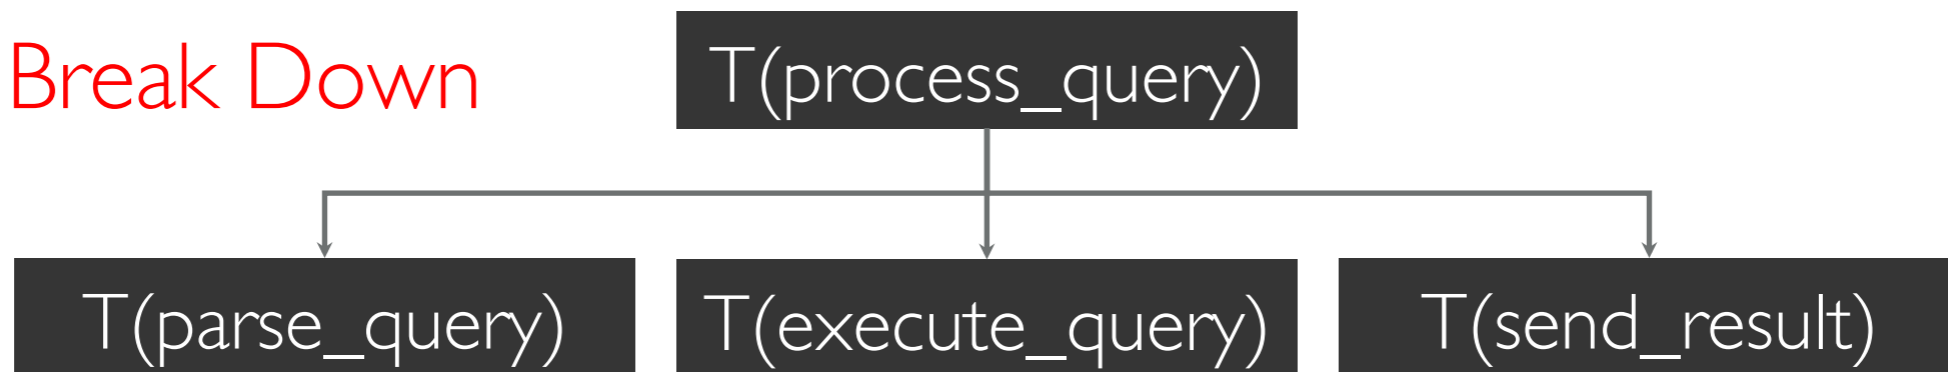 Break Down
T(process_query)
T(parse_query)
T(execute_query)
T(send_result)